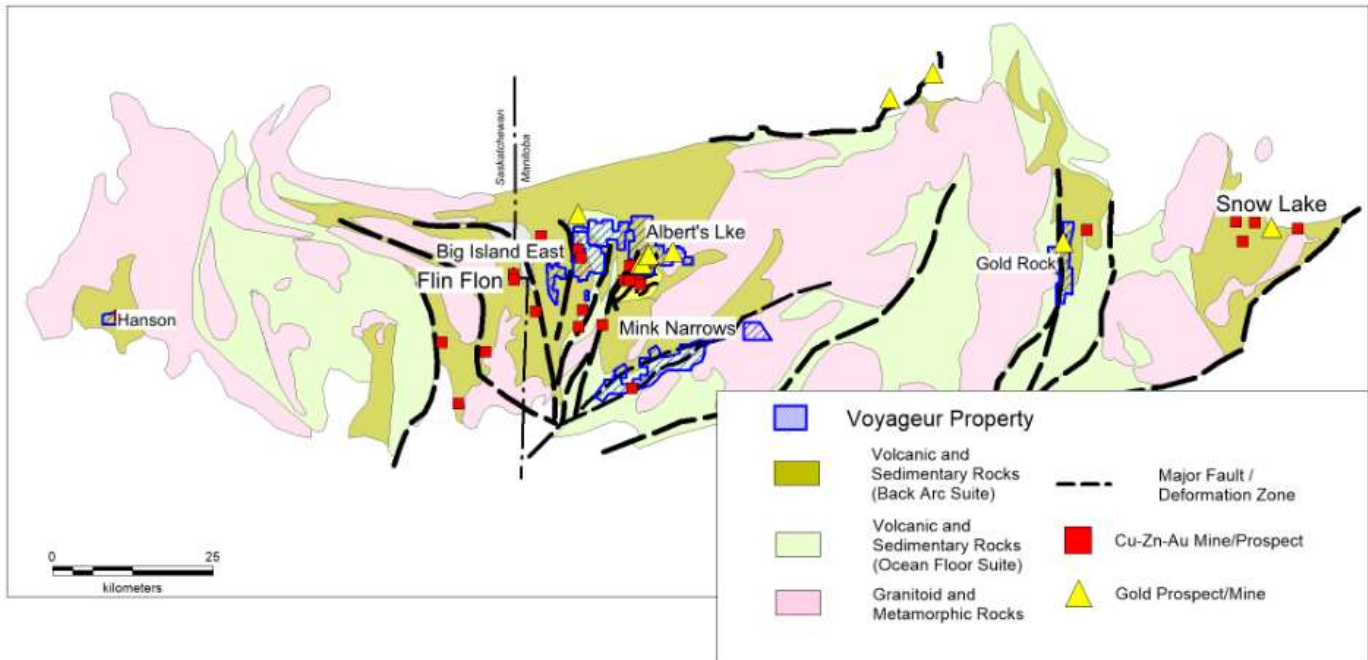 Saskatchewan
Manitoba
Snow Lake
Albert's Lke
Big Island East
Gold Rock
Flin Flon
Hanson
Mink Narrows
Voyageur Property
Volcanic and
Sedimentary Rocks
(Back Arc Suite)
Major Fault /
Deformation Zone
Volcanic and
Sedimentary Rocks
(Ocean Floor Suite)
Cu-Zn-Au Mine/Prospect
Granitoid and
Metamorphic Rocks
Gold Prospect/Mine
0 25
kilometers